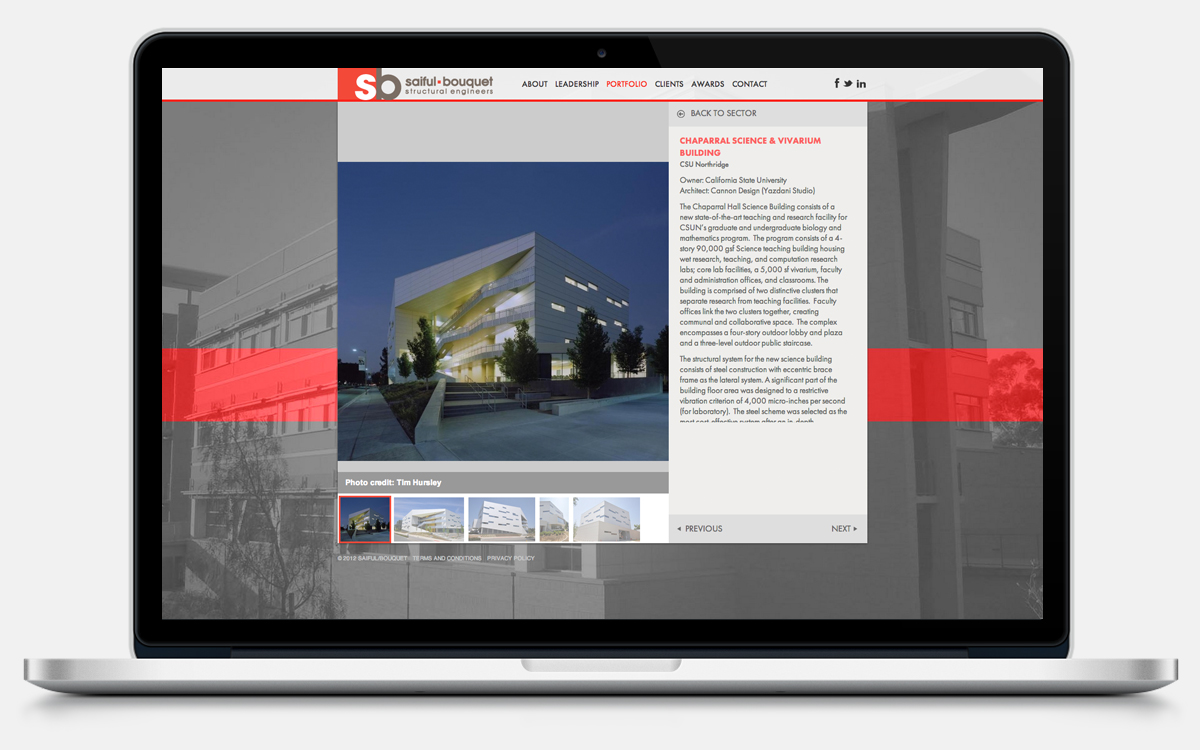 sb saiful•bouquet
structural engineers
ABOUT LEADERSHIP PORTFOLIO CLIENTS AWARDS CONTACT
f in
BACK TO SECTOR
CHAPARRAL SCIENCE & VIVARIUM
BUILDING
CSU Northridge
Owner: California State University
Architect: Cannon Design (Yazdani Studio)
The Chaparral Hall Science Building consists of a
new state-of-the-art teaching and research facility for
CSUN's graduate and undergraduate biology and
mathematics program. The program consists of a 4-
story 90,000 gsf Science teaching building housing
wet research, teaching, and computation research
labs; core lab facilities, a 5,000 sf vivarium, faculty
and administration offices, and classrooms. The
building is comprised of two distinctive clusters that
separate research from teaching facilities. Faculty
offices link the two clusters together, creating
communal and collaborative space. The complex
encompasses a four-story outdoor lobby and plaza
and a three-level outdoor public staircase.
The structural system for the new science building
consists of steel construction with eccentric brace
frame as the lateral system. A significant part of the
building floor area was designed to a restrictive
vibration criterion of 4,000 micro-inches per second
(for laboratory). The steel scheme was selected as the
most cost-effective system after an in-depth
Photo credit: Tim Hursley
PREVIOUS NEXT
© 2012 SAIFUL/BOUQUET TERMS AND CONDITIONS PRIVACY POLICY